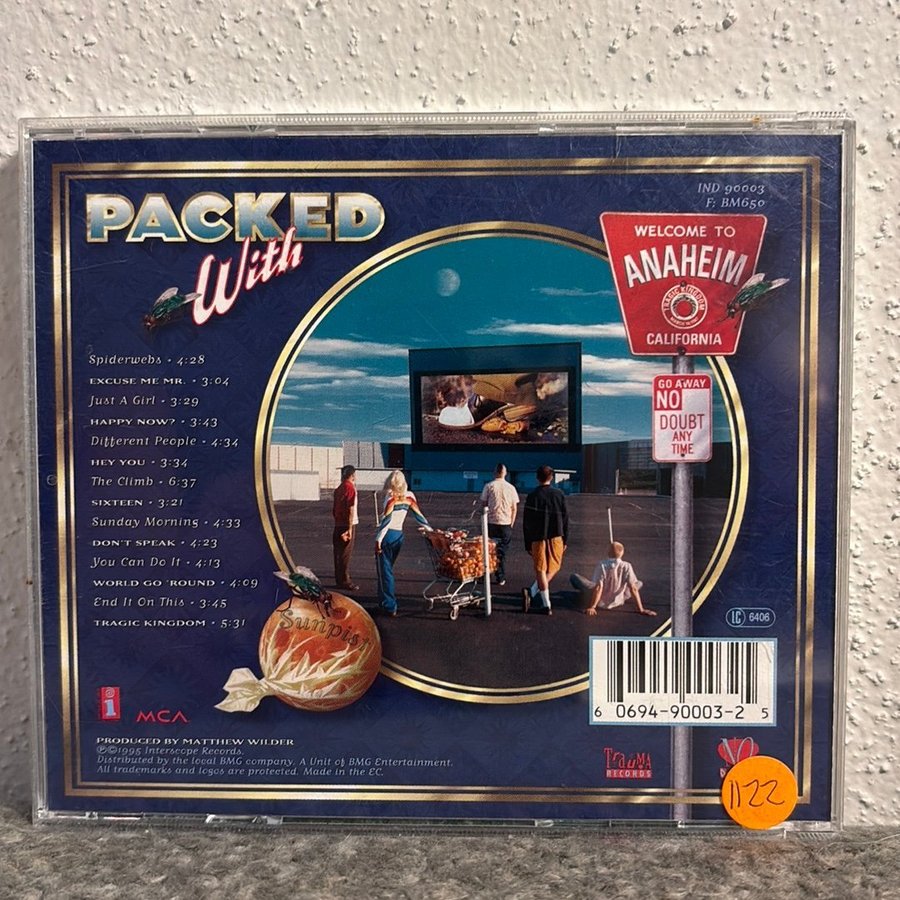 PACKED
With
IND 90003
F: BM650
WELCOME TO
ANAHEIM
TRAGIC KINGDOM
CALIFORNIA
GO AWAY
NO
DOUBT
ANY
TIME
Spiderwebs • 4:28
EXCUSE ME MR. • 3:04
Just A Girl • 3:29
HAPPY NOW? • 3:43
Different People • 4:34
HEY YOU • 3:34
The Climb • 6:37
SIXTEEN • 3:21
Sunday Morning • 4:33
DON'T SPEAK • 4:23
You Can Do It • 4:13
WORLD GO 'ROUND • 4:09
End It On This • 3:45
TRAGIC KINGDOM • 5:31
Sunpist
LC 6406
6 0694-90003-2 5
i MCA
PRODUCED BY MATTHEW WILDER
℗©1995 Interscope Records.
Distributed by the local BMG company. A Unit of BMG Entertainment.
All trademarks and logos are protected. Made in the EC.
TRAUMA
RECORDS
ND
1122